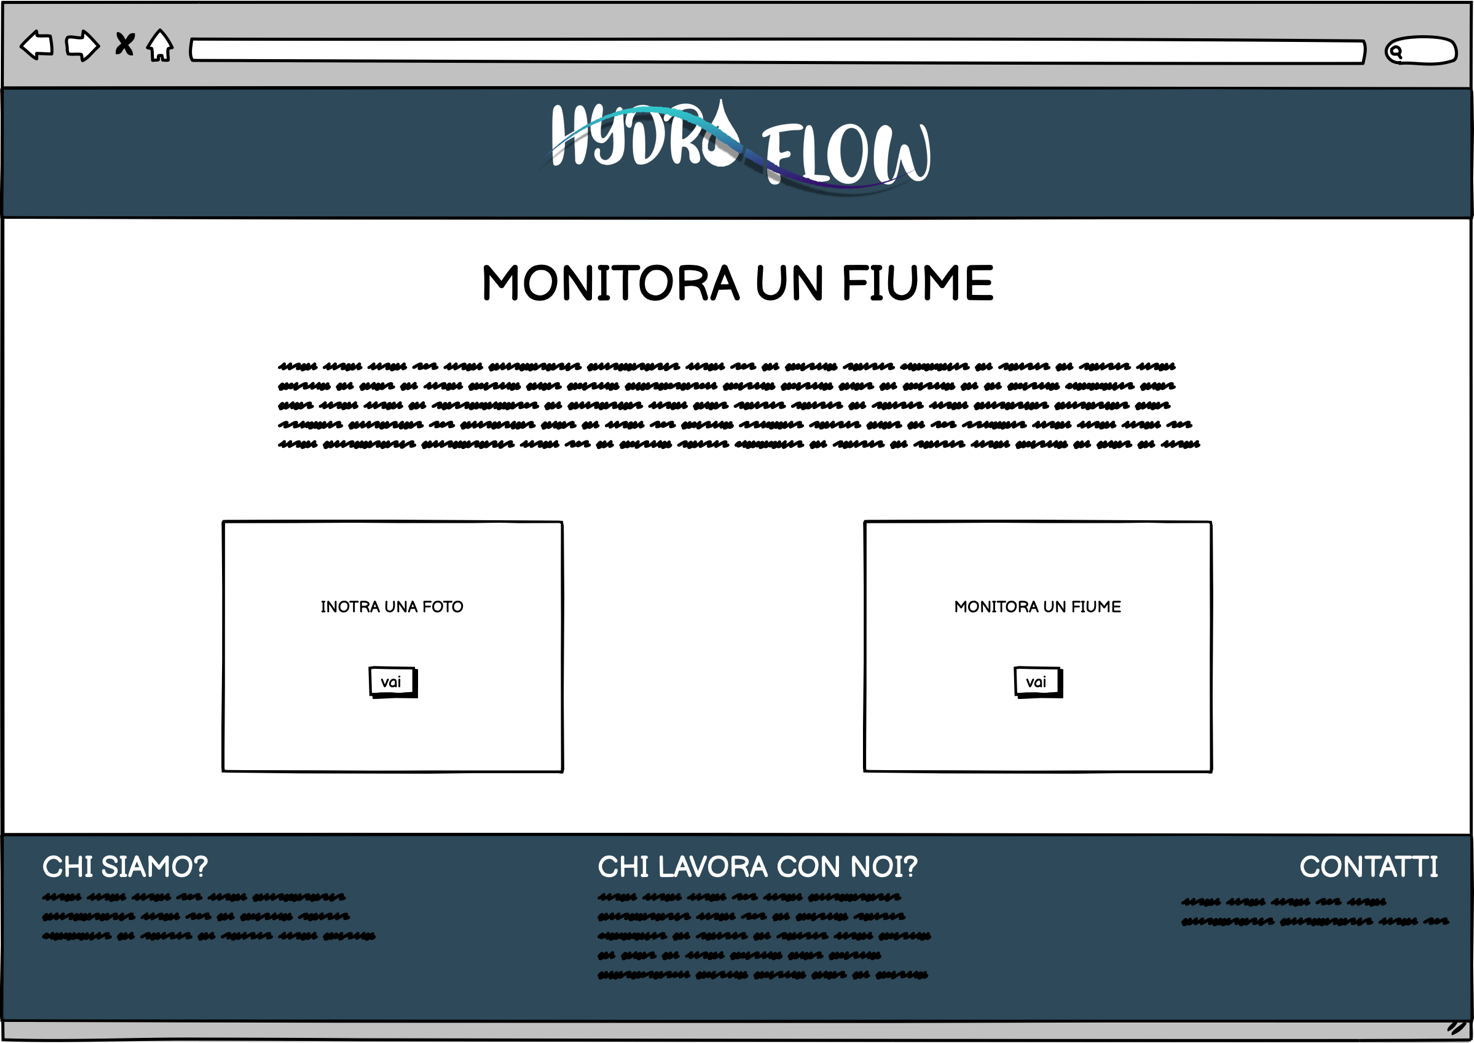 HYDRO FLOW
MONITORA UN FIUME
INOTRA UNA FOTO
vai
MONITORA UN FIUME
vai
CHI SIAMO?
CHI LAVORA CON NOI?
CONTATTI